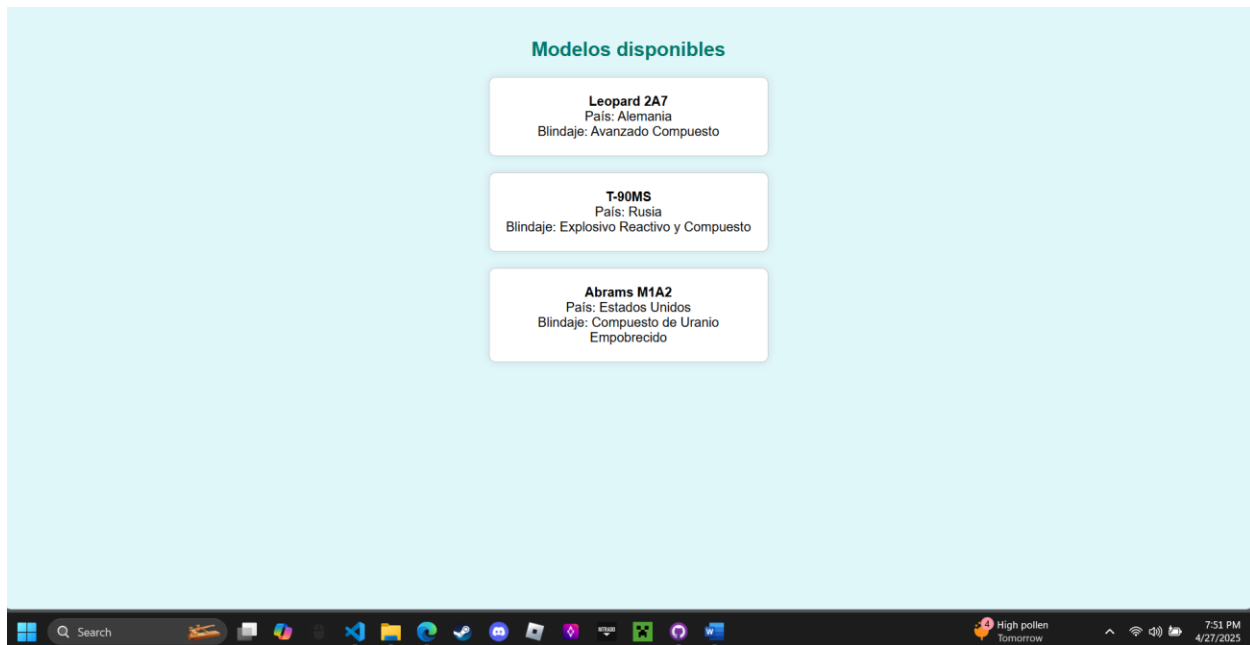 Modelos disponibles
Leopard 2A7
País: Alemania
Blindaje: Avanzado Compuesto
T-90MS
País: Rusia
Blindaje: Explosivo Reactivo y Compuesto
Abrams M1A2
País: Estados Unidos
Blindaje: Compuesto de Uranio
Empobrecido
Search
4
High pollen
Tomorrow
7:51 PM
4/27/2025